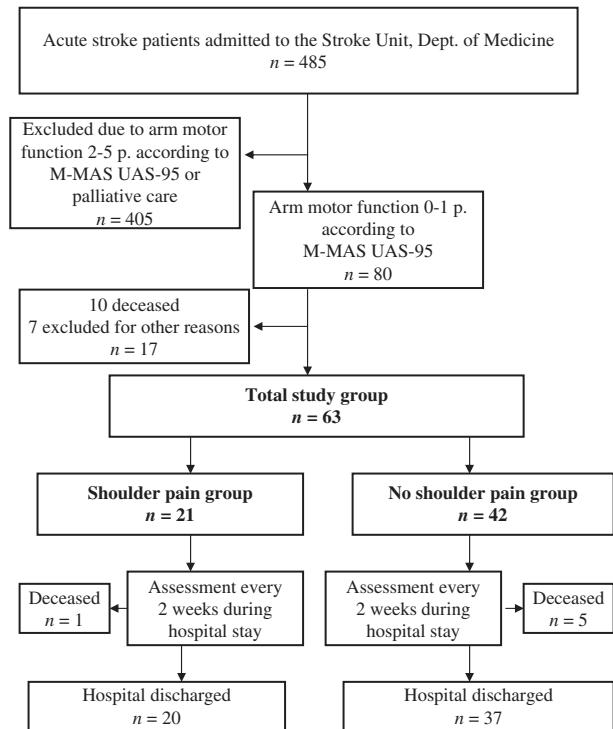 Acute stroke patients admitted to the Stroke Unit, Dept. of Medicine
n = 485
Excluded due to arm motor
function 2-5 p. according to
M-MAS UAS-95 or
palliative care
n = 405
Arm motor function 0-1 p.
according to
M-MAS UAS-95
n = 80
10 deceased
7 excluded for other reasons
n = 17
Total study group
n = 63
Shoulder pain group
n = 21
No shoulder pain group
n = 42
Deceased
n = 1
Assessment every
2 weeks during
hospital stay
Assessment every
2 weeks during
hospital stay
Deceased
n = 5
Hospital discharged
n = 20
Hospital discharged
n = 37